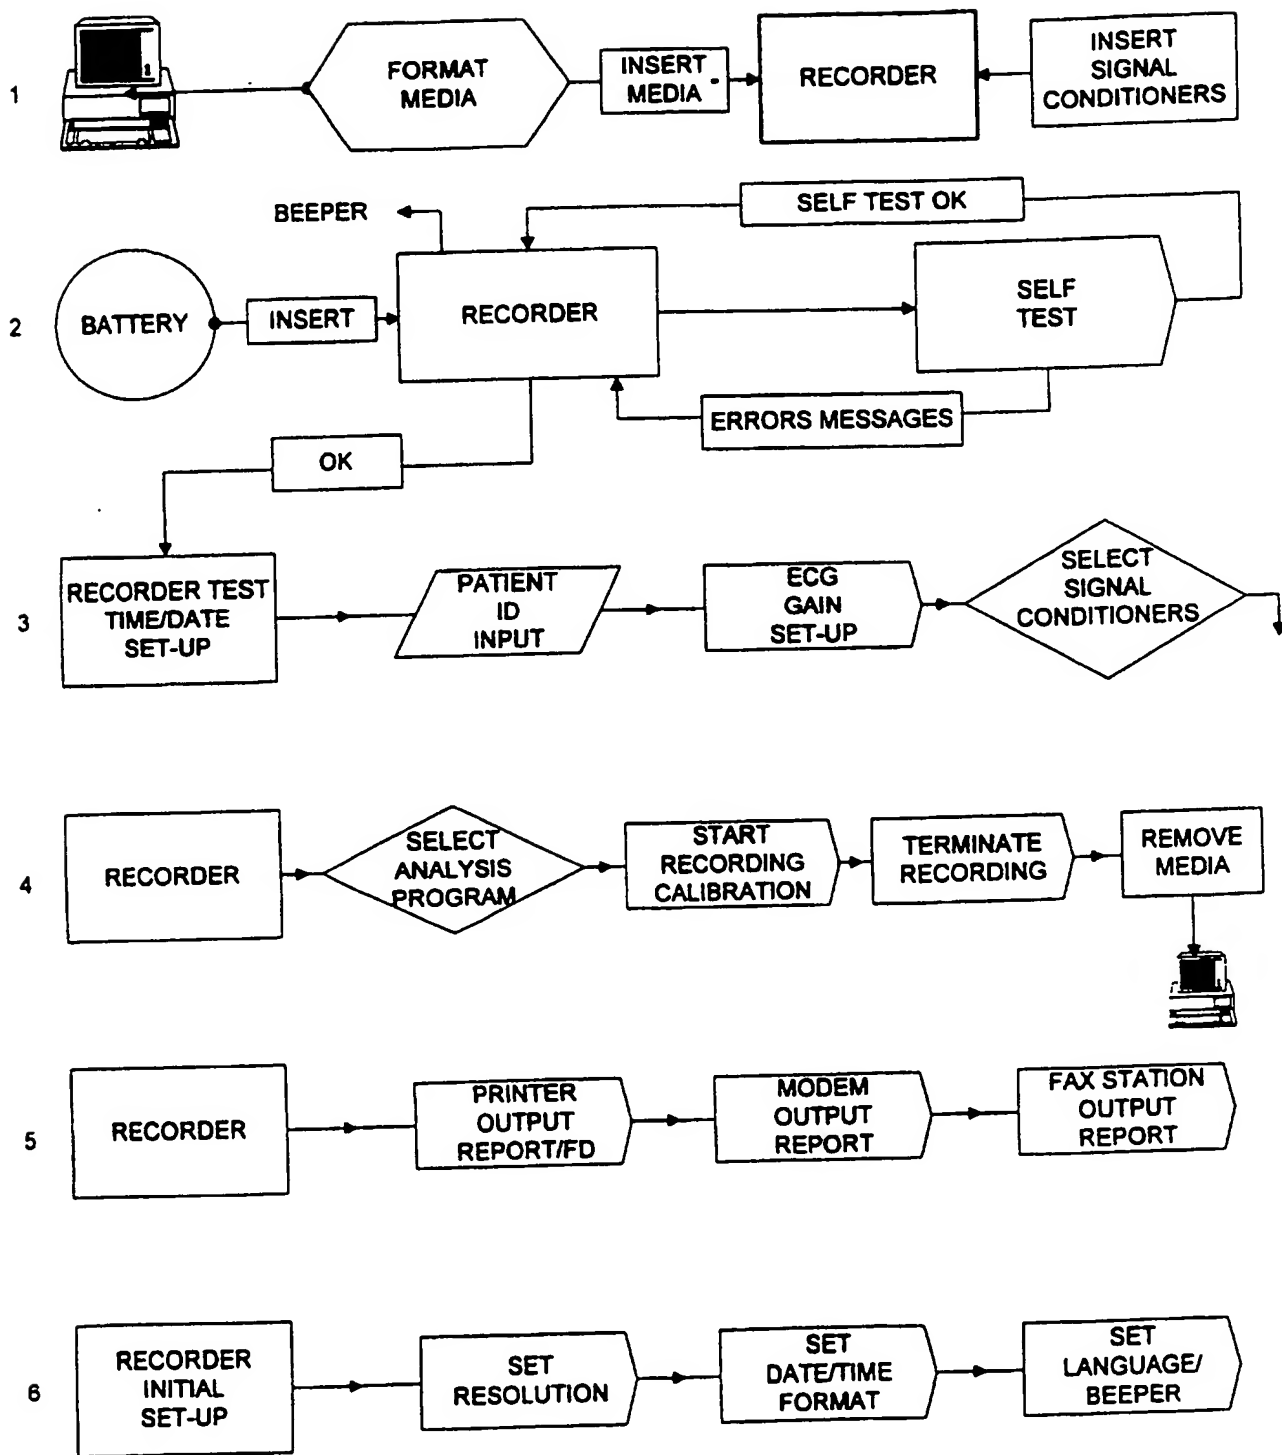 1
FORMAT
MEDIA
INSERT
MEDIA
RECORDER
INSERT
SIGNAL
CONDITIONERS
BEEPER
SELF TEST OK
2
BATTERY
INSERT
RECORDER
SELF
TEST
ERRORS MESSAGES
OK
3
RECORDER TEST
TIME/DATE
SET-UP
PATIENT
ID
INPUT
ECG
GAIN
SET-UP
SELECT
SIGNAL
CONDITIONERS
4
RECORDER
SELECT
ANALYSIS
PROGRAM
START
RECORDING
CALIBRATION
TERMINATE
RECORDING
REMOVE
MEDIA
5
RECORDER
PRINTER
OUTPUT
REPORT/FD
MODEM
OUTPUT
REPORT
FAX STATION
OUTPUT
REPORT
6
RECORDER
INITIAL
SET-UP
SET
RESOLUTION
SET
DATE/TIME
FORMAT
SET
LANGUAGE/
BEEPER